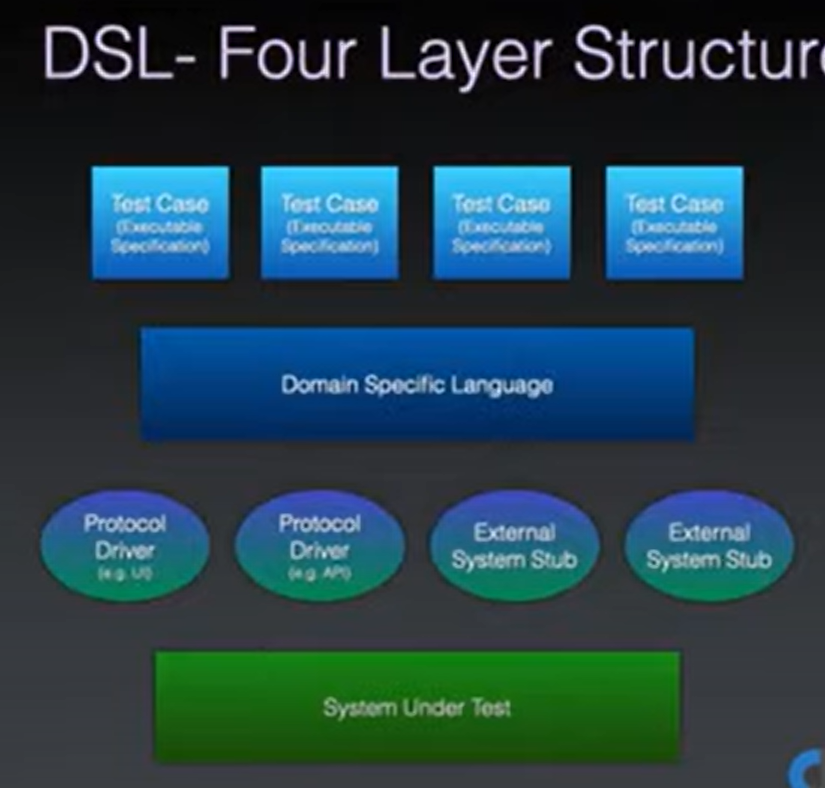 DSL- Four Layer Structur
Test Case
(Executable
Specification)
Test Case
(Executable
Specification)
Test Case
(Executable
Specification)
Test Case
(Executable
Specification)
Domain Specific Language
Protocol
Driver
(e.g. UI)
Protocol
Driver
(e.g. API)
External
System Stub
External
System Stub
System Under Test